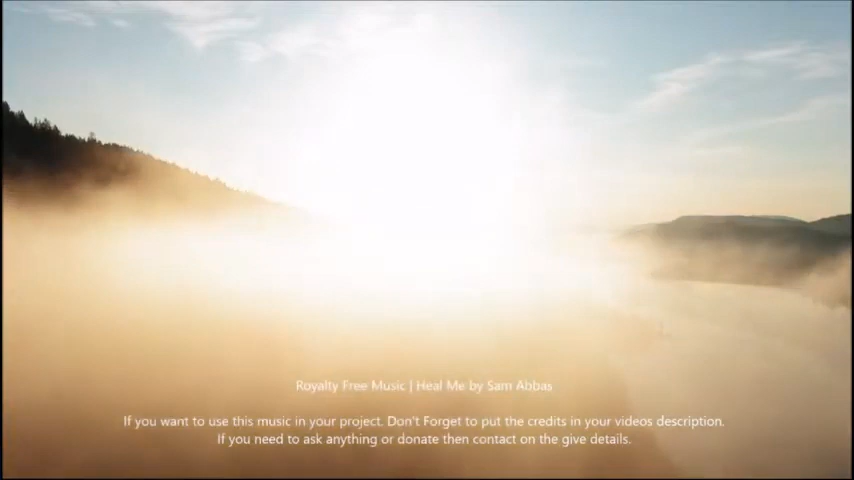 Royalty Free Music | Heal Me by Sam Abbas
If you want to use this music in your project. Don't Forget to put the credits in your videos description.
If you need to ask anything or donate then contact on the give details.